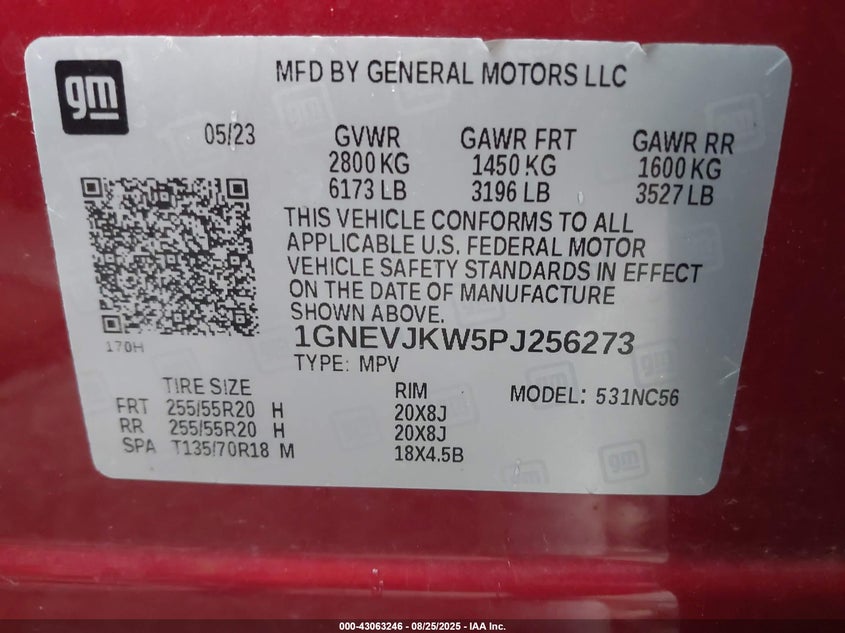 gm
MFD BY GENERAL MOTORS LLC
05/23 GVWR GAWR FRT GAWR RR
2800 KG 1450 KG 1600 KG
6173 LB 3196 LB 3527 LB
THIS VEHICLE CONFORMS TO ALL
APPLICABLE U.S. FEDERAL MOTOR
VEHICLE SAFETY STANDARDS IN EFFECT
ON THE DATE OF MANUFACTURE
SHOWN ABOVE.
170H
1GNEVJKW5PJ256273
TYPE: MPV
TIRE SIZE RIM MODEL: 531NC56
FRT 255/55R20 H 20X8J
RR 255/55R20 H 20X8J
SPA T135/70R18 M 18X4.5B
000-43063246 - 08/25/2025 - IAA Inc.